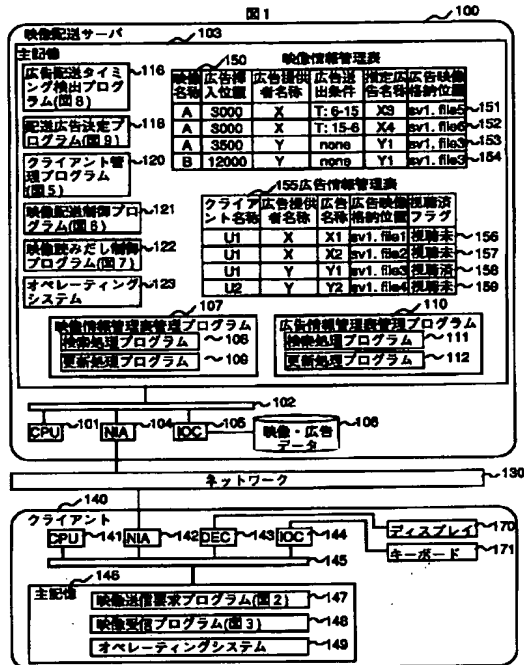 図1
100
映像配送サーバ
103
主記憶
広告配送タイミ
ング検出プログ
ラム(図8)
116
配送広告決定プ
ログラム(図9)
118
クライアント管
理プログラム
(図5)
120
映像配送制御プロ
グラム(図6)
121
映像読みだし制御
プログラム(図7)
122
オペレーティング
システム
123
150
映像情報管理表
映像名称 広告挿入位置 広告提供者名称 広告送出条件 指定広告名称 広告映像格納位置
A 3000 X T:6-15 X3 sv1.file5 151
A 3000 X T:15-6 X4 sv1.file6 152
A 3500 Y none Y1 sv1.file3 153
B 12000 Y none Y1 sv1.file3 154
155広告情報管理表
クライアント名称 広告提供者名称 広告名称 広告映像格納位置 視聴済フラグ
U1 X X1 sv1.file1 視聴未 156
U1 X X2 sv1.file2 視聴未 157
U1 Y Y1 sv1.file3 視聴済 158
U2 Y Y2 sv1.file4 視聴未 159
107
映像情報管理表管理プログラム
検索処理プログラム 108
更新処理プログラム 109
110
広告情報管理表管理プログラム
検索処理プログラム 111
更新処理プログラム 112
102
CPU 101 NIA 104 IOC 105
映像・広告
データ
106
ネットワーク 130
140
クライアント
CPU 141 NIA 142 DEC 143 IOC 144
ディスプレイ 170
キーボード 171
145
146
主記憶
映像送信要求プログラム(図2) 147
映像受信プログラム(図3) 148
オペレーティングシステム 149